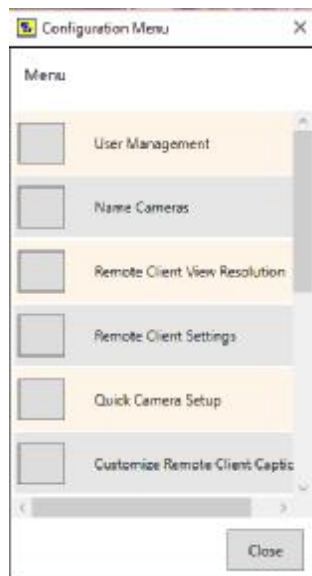 Configuration Menu
Menu
User Management
Name Cameras
Remote Client View Resolution
Remote Client Settings
Quick Camera Setup
Customize Remote Client Captic
Close